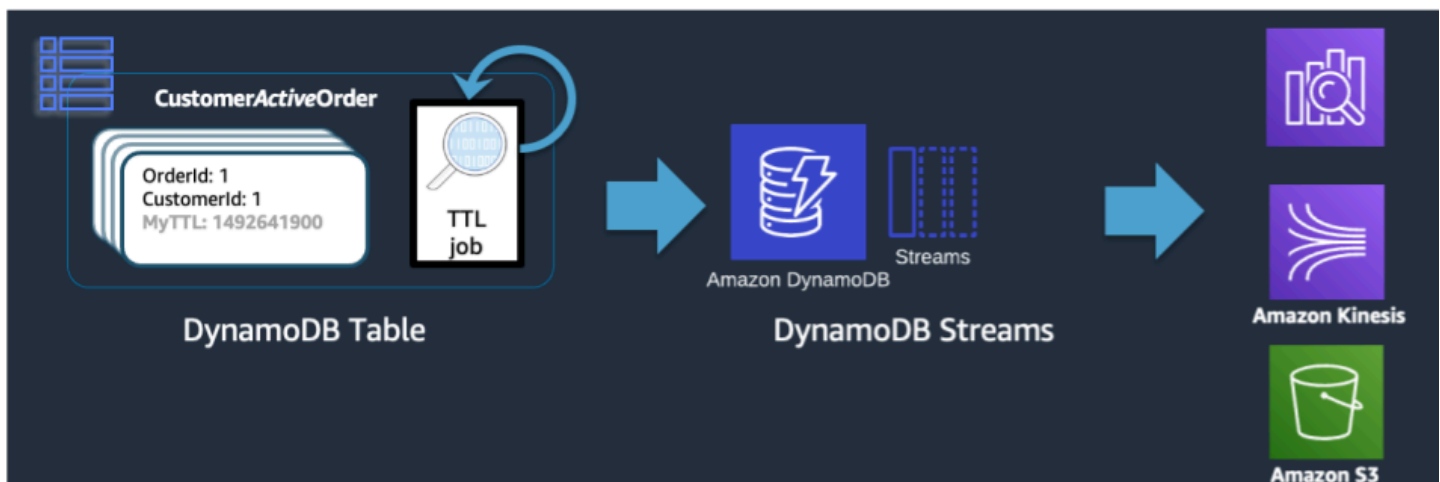 CustomerActiveOrder
OrderId: 1
CustomerId: 1
MyTTL: 1492641900
TTL
job
DynamoDB Table
Amazon DynamoDB
Streams
DynamoDB Streams
Amazon Kinesis
Amazon S3